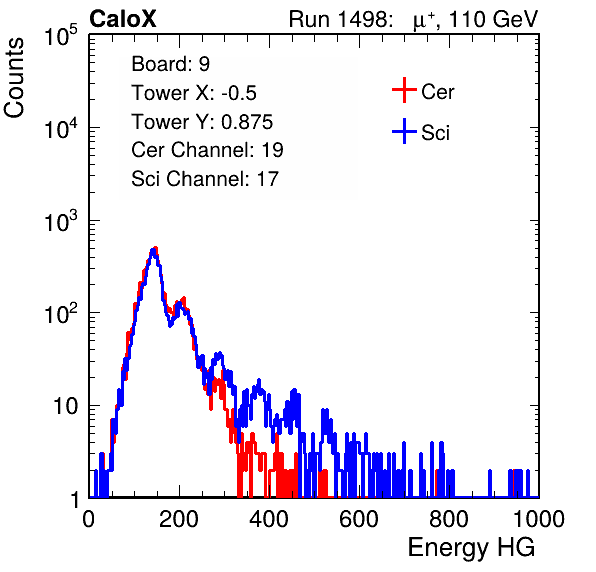 CaloX Run 1498: μ⁺, 110 GeV
Board: 9
Tower X: -0.5
Tower Y: 0.875
Cer Channel: 19
Sci Channel: 17
Cer
Sci
Counts
10⁵
10⁴
10³
10²
10
1
0 200 400 600 800 1000
Energy HG